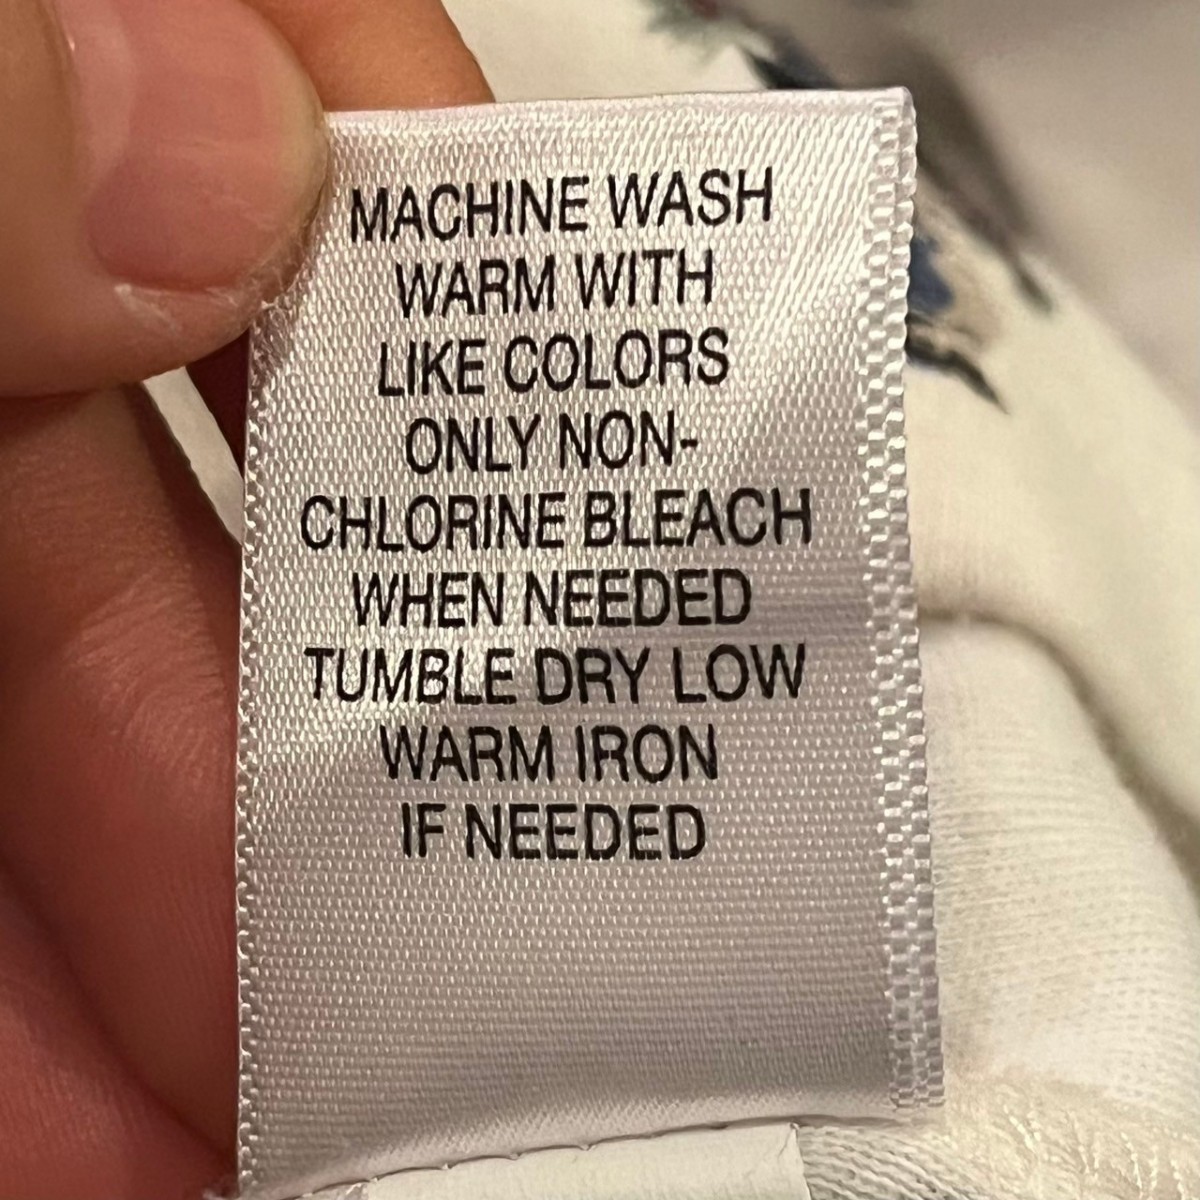 MACHINE WASH
WARM WITH
LIKE COLORS
ONLY NON-
CHLORINE BLEACH
WHEN NEEDED
TUMBLE DRY LOW
WARM IRON
IF NEEDED